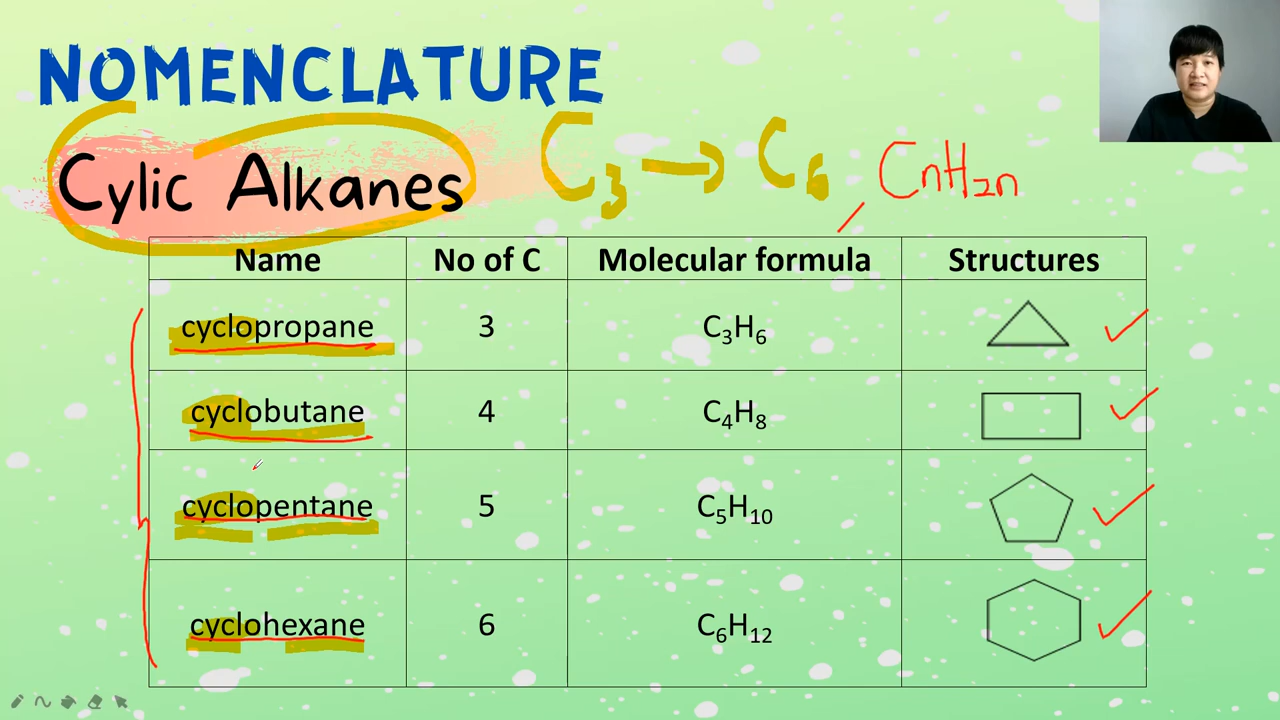 NOMENCLATURE
Cylic Alkanes C₃ → C₆ CnH₂n
Name No of C Molecular formula Structures
cyclopropane 3 C₃H₆
cyclobutane 4 C₄H₈
cyclopentane 5 C₅H₁₀
cyclohexane 6 C₆H₁₂